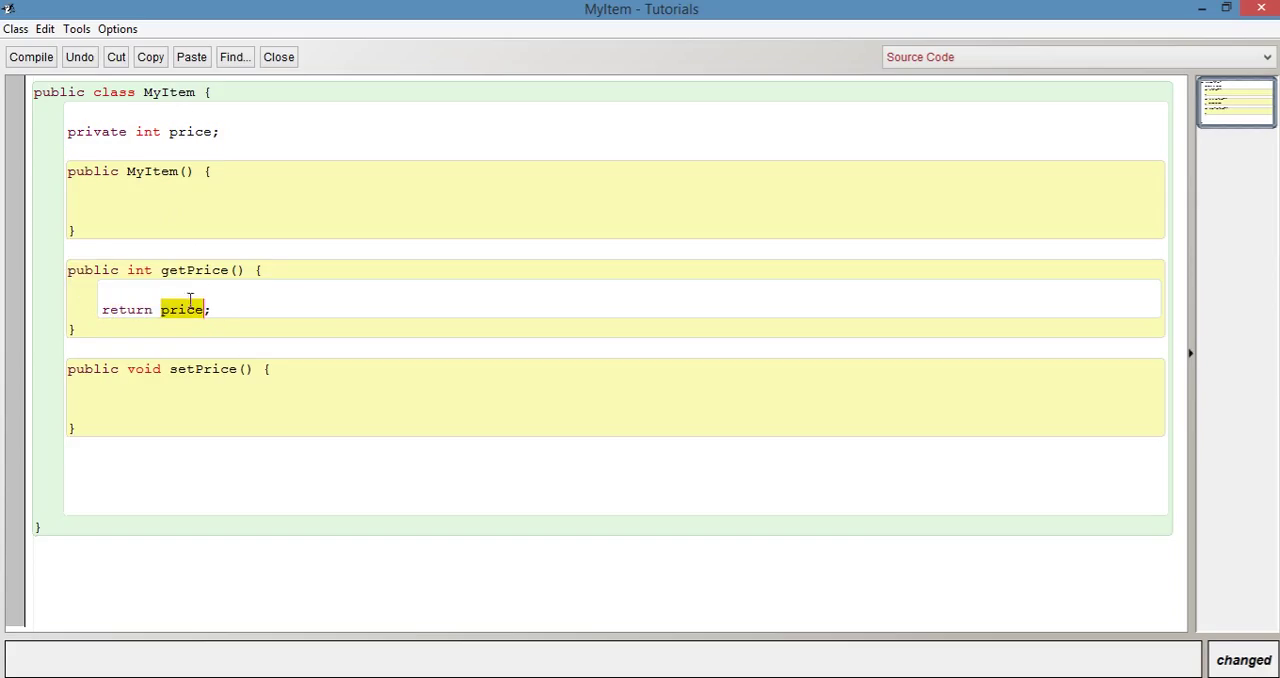 MyItem - Tutorials
Class Edit Tools Options
Compile Undo Cut Copy Paste Find... Close Source Code
public class MyItem {
private int price;
public MyItem() {
}
public int getPrice() {
return price;
}
public void setPrice() {
}
}
changed